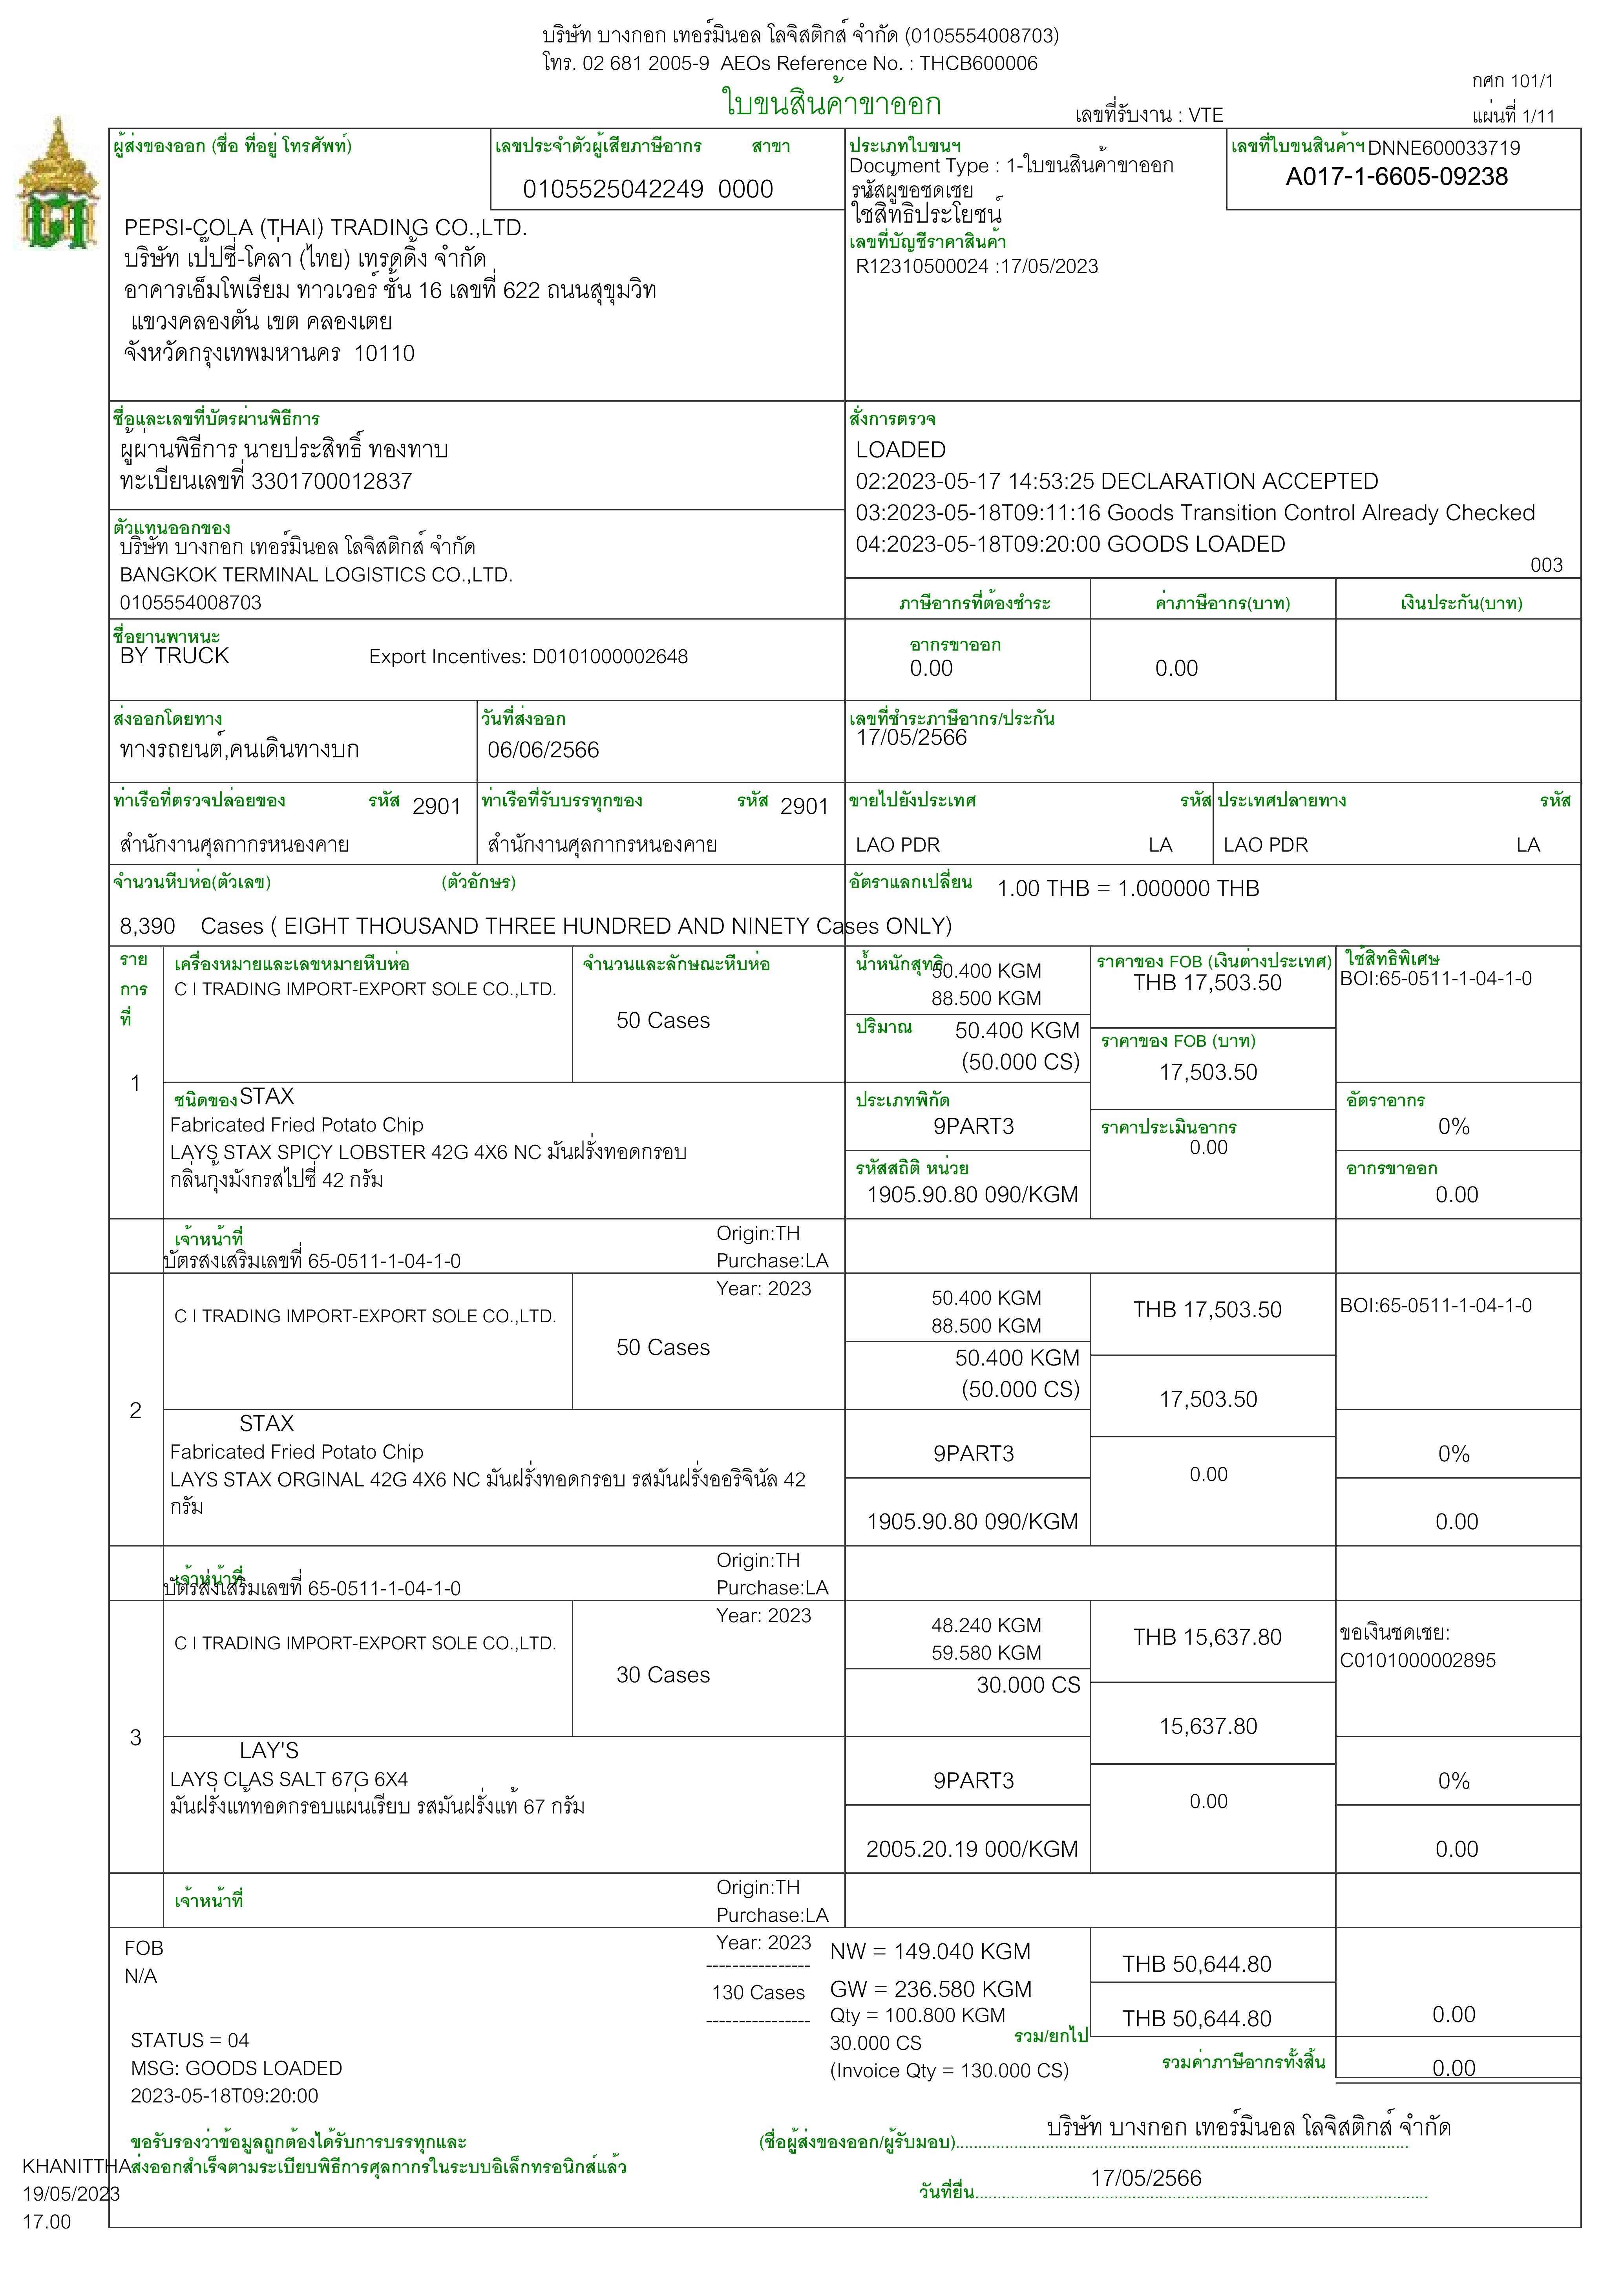 บริษัท บางกอก เทอร์มินอล โลจิสติกส์ จำกัด (0105554008703)
โทร. 02 681 2005-9 AEOs Reference No. : THCB600006
กศก 101/1
ใบขนสินค้าขาออก
เลขที่รับงาน : VTE
แผ่นที่ 1/11
ผู้ส่งของออก (ชื่อ ที่อยู่ โทรศัพท์)
เลขประจำตัวผู้เสียภาษีอากร สาขา
0105525042249 0000
PEPSI-COLA (THAI) TRADING CO.,LTD.
บริษัท เป๊ปซี่-โคล่า (ไทย) เทรดดิ้ง จำกัด
อาคารเอ็มโพเรียม ทาวเวอร์ ชั้น 16 เลขที่ 622 ถนนสุขุมวิท
แขวงคลองตัน เขต คลองเตย
จังหวัดกรุงเทพมหานคร 10110
ประเภทใบขนฯ
Document Type : 1-ใบขนสินค้าขาออก
รหัสผู้ขอชดเชย
ใช้สิทธิประโยชน์
เลขที่บัญชีราคาสินค้า
R12310500024 :17/05/2023
เลขที่ใบขนสินค้าฯ DNNE600033719
A017-1-6605-09238
ชื่อและเลขที่บัตรผ่านพิธีการ
ผู้ผ่านพิธีการ นายประสิทธิ์ ทองทาบ
ทะเบียนเลขที่ 3301700012837
สั่งการตรวจ
LOADED
02:2023-05-17 14:53:25 DECLARATION ACCEPTED
03:2023-05-18T09:11:16 Goods Transition Control Already Checked
04:2023-05-18T09:20:00 GOODS LOADED
003
ตัวแทนออกของ
บริษัท บางกอก เทอร์มินอล โลจิสติกส์ จำกัด
BANGKOK TERMINAL LOGISTICS CO.,LTD.
0105554008703
ภาษีอากรที่ต้องชำระ ค่าภาษีอากร(บาท) เงินประกัน(บาท)
ชื่อยานพาหนะ
BY TRUCK Export Incentives: D0101000002648
อากรขาออก
0.00 0.00
ส่งออกโดยทาง
ทางรถยนต์,คนเดินทางบก
วันที่ส่งออก
06/06/2566
เลขที่ชำระภาษีอากร/ประกัน
17/05/2566
ท่าเรือที่ตรวจปล่อยของ รหัส 2901
สำนักงานศุลกากรหนองคาย
ท่าเรือที่รับบรรทุกของ รหัส 2901
สำนักงานศุลกากรหนองคาย
ขายไปยังประเทศ รหัส
LAO PDR LA
ประเทศปลายทาง รหัส
LAO PDR LA
จำนวนหีบห่อ(ตัวเลข) (ตัวอักษร)
8,390 Cases ( EIGHT THOUSAND THREE HUNDRED AND NINETY Cases ONLY)
อัตราแลกเปลี่ยน 1.00 THB = 1.000000 THB
ราย
การ
ที่
1
เครื่องหมายและเลขหมายหีบห่อ
C I TRADING IMPORT-EXPORT SOLE CO.,LTD.
จำนวนและลักษณะหีบห่อ
50 Cases
น้ำหนักสุทธิ
50.400 KGM
88.500 KGM
ปริมาณ 50.400 KGM
(50.000 CS)
ราคาของ FOB (เงินต่างประเทศ)
THB 17,503.50
ราคาของ FOB (บาท)
17,503.50
ใช้สิทธิพิเศษ
BOI:65-0511-1-04-1-0
ชนิดของ STAX
Fabricated Fried Potato Chip
LAYS STAX SPICY LOBSTER 42G 4X6 NC มันฝรั่งทอดกรอบ
กลิ่นกุ้งมังกรสไปซี่ 42 กรัม
ประเภทพิกัด
9PART3
รหัสสถิติ หน่วย
1905.90.80 090/KGM
ราคาประเมินอากร
0.00
อัตราอากร
0%
อากรขาออก
0.00
เจ้าหน้าที่
บัตรส่งเสริมเลขที่ 65-0511-1-04-1-0
Origin:TH
Purchase:LA
Year: 2023
2
C I TRADING IMPORT-EXPORT SOLE CO.,LTD.
50 Cases
50.400 KGM
88.500 KGM
50.400 KGM
(50.000 CS)
THB 17,503.50
17,503.50
BOI:65-0511-1-04-1-0
STAX
Fabricated Fried Potato Chip
LAYS STAX ORGINAL 42G 4X6 NC มันฝรั่งทอดกรอบ รสมันฝรั่งออริจินัล 42
กรัม
9PART3
1905.90.80 090/KGM
0.00
0%
0.00
เจ้าหน้าที่
บัตรส่งเสริมเลขที่ 65-0511-1-04-1-0
Origin:TH
Purchase:LA
Year: 2023
3
C I TRADING IMPORT-EXPORT SOLE CO.,LTD.
30 Cases
48.240 KGM
59.580 KGM
30.000 CS
THB 15,637.80
15,637.80
ขอเงินชดเชย:
C0101000002895
LAY'S
LAYS CLAS SALT 67G 6X4
มันฝรั่งแท้ทอดกรอบแผ่นเรียบ รสมันฝรั่งแท้ 67 กรัม
9PART3
2005.20.19 000/KGM
0.00
0%
0.00
เจ้าหน้าที่
Origin:TH
Purchase:LA
Year: 2023
FOB
N/A
----------------
130 Cases
----------------
NW = 149.040 KGM
GW = 236.580 KGM
Qty = 100.800 KGM
30.000 CS
(Invoice Qty = 130.000 CS)
รวม/ยกไป
THB 50,644.80
THB 50,644.80
0.00
รวมค่าภาษีอากรทั้งสิ้น 0.00
STATUS = 04
MSG: GOODS LOADED
2023-05-18T09:20:00
ขอรับรองว่าข้อมูลถูกต้องได้รับการบรรทุกและ
ส่งออกสำเร็จตามระเบียบพิธีการศุลกากรในระบบอิเล็กทรอนิกส์แล้ว
(ชื่อผู้ส่งของออก/ผู้รับมอบ) บริษัท บางกอก เทอร์มินอล โลจิสติกส์ จำกัด
วันที่ยื่น 17/05/2566
KHANITTHA
19/05/2023
17.00